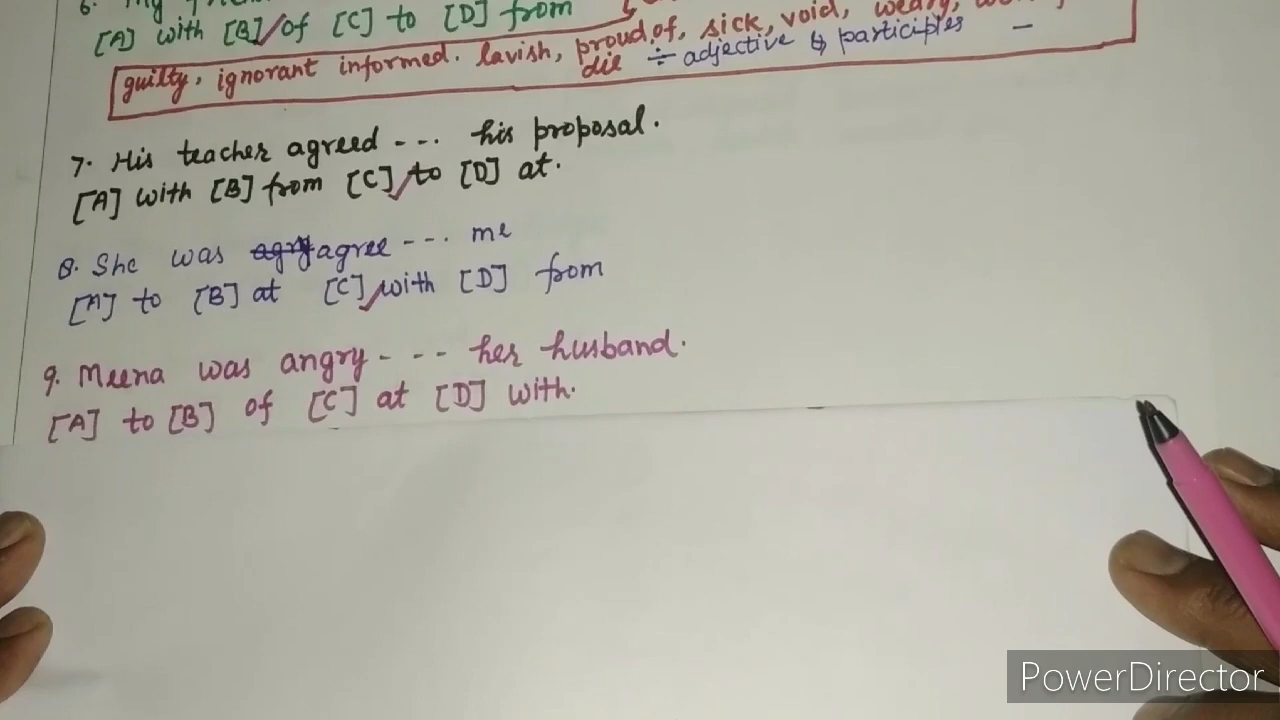 6. My
[A] with [B] of [C] to [D] from
guilty, ignorant informed. lavish, proud of, sick, void, weary,
die ÷ adjective & participles –
7. His teacher agreed --- his proposal.
[A] with [B] from [C] to [D] at.
8. She was agree --- me
[A] to [B] at [C] with [D] from
9. Meena was angry --- her husband.
[A] to [B] of [C] at [D] with.
PowerDirector